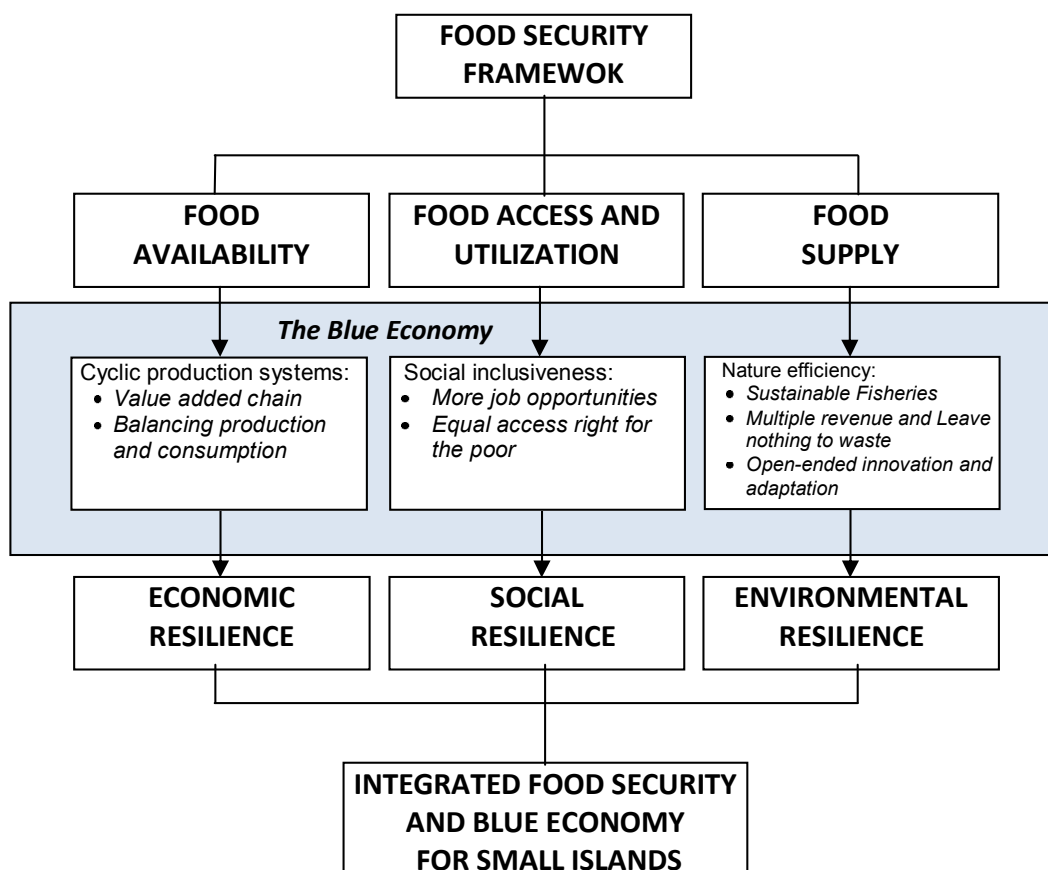 FOOD SECURITY
FRAMEWOK
FOOD
AVAILABILITY
FOOD ACCESS AND
UTILIZATION
FOOD
SUPPLY
The Blue Economy
Cyclic production systems:
• Value added chain
• Balancing production
and consumption
Social inclusiveness:
• More job opportunities
• Equal access right for
the poor
Nature efficiency:
• Sustainable Fisheries
• Multiple revenue and Leave
nothing to waste
• Open-ended innovation and
adaptation
ECONOMIC
RESILIENCE
SOCIAL
RESILIENCE
ENVIRONMENTAL
RESILIENCE
INTEGRATED FOOD SECURITY
AND BLUE ECONOMY
FOR SMALL ISLANDS